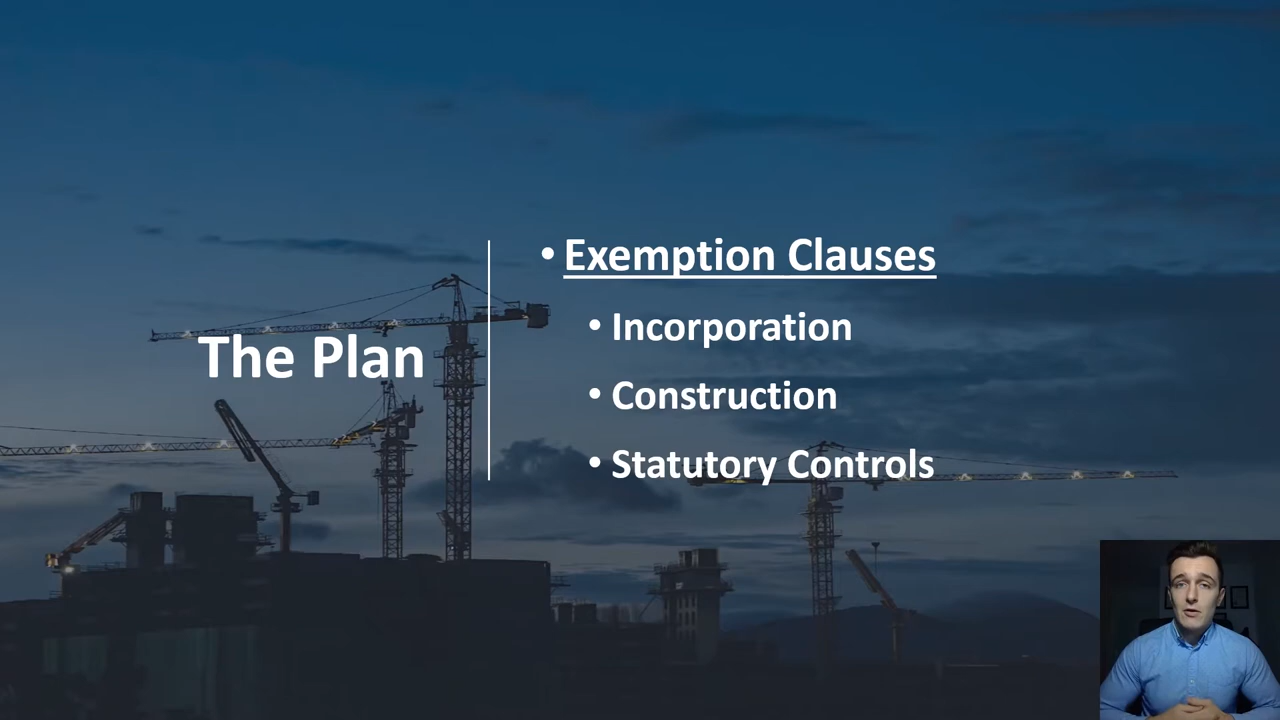 The Plan
• Exemption Clauses
• Incorporation
• Construction
• Statutory Controls